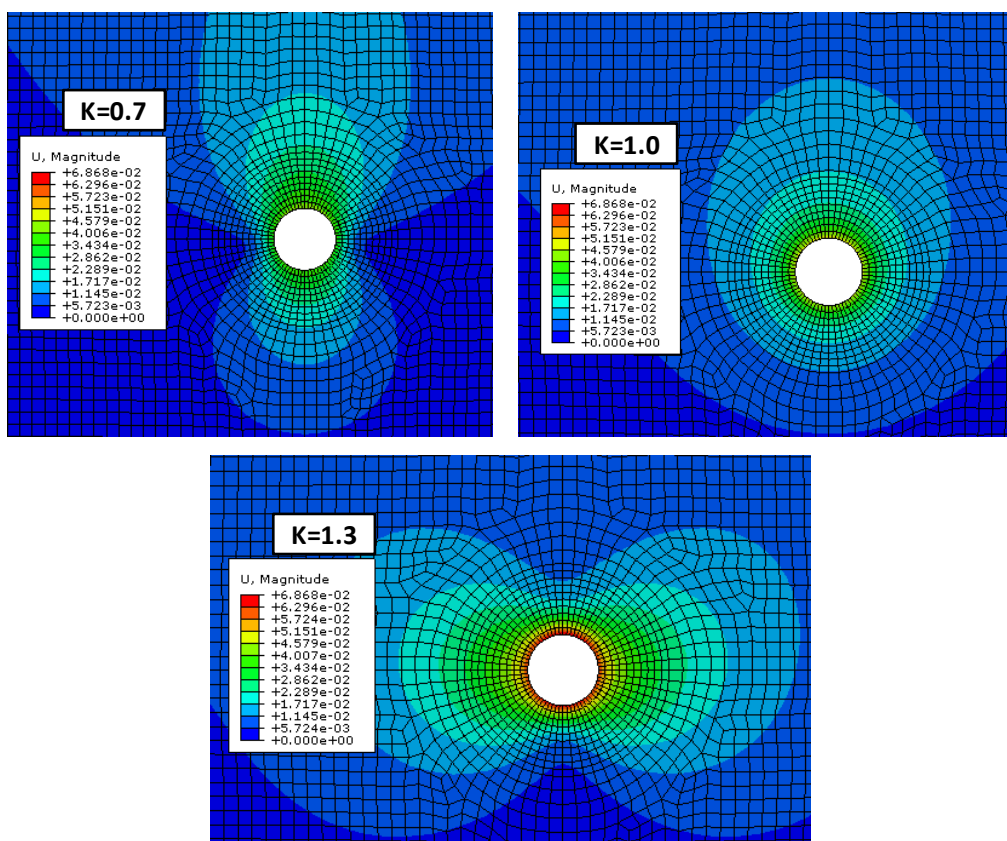 K=0.7
U, Magnitude
+6.868e-02
+6.296e-02
+5.723e-02
+5.151e-02
+4.579e-02
+4.006e-02
+3.434e-02
+2.862e-02
+2.289e-02
+1.717e-02
+1.145e-02
+5.723e-03
+0.000e+00
K=1.0
U, Magnitude
+6.868e-02
+6.296e-02
+5.723e-02
+5.151e-02
+4.579e-02
+4.006e-02
+3.434e-02
+2.862e-02
+2.289e-02
+1.717e-02
+1.145e-02
+5.723e-03
+0.000e+00
K=1.3
U, Magnitude
+6.868e-02
+6.296e-02
+5.724e-02
+5.151e-02
+4.579e-02
+4.007e-02
+3.434e-02
+2.862e-02
+2.289e-02
+1.717e-02
+1.145e-02
+5.724e-03
+0.000e+00